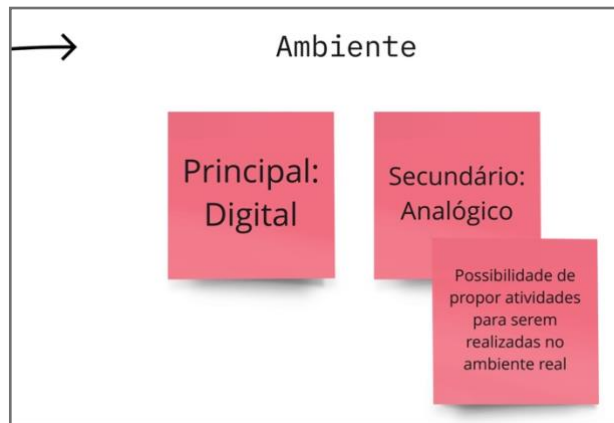 Ambiente
Principal:
Digital
Secundário:
Analógico
Possibilidade de
propor atividades
para serem
realizadas no
ambiente real